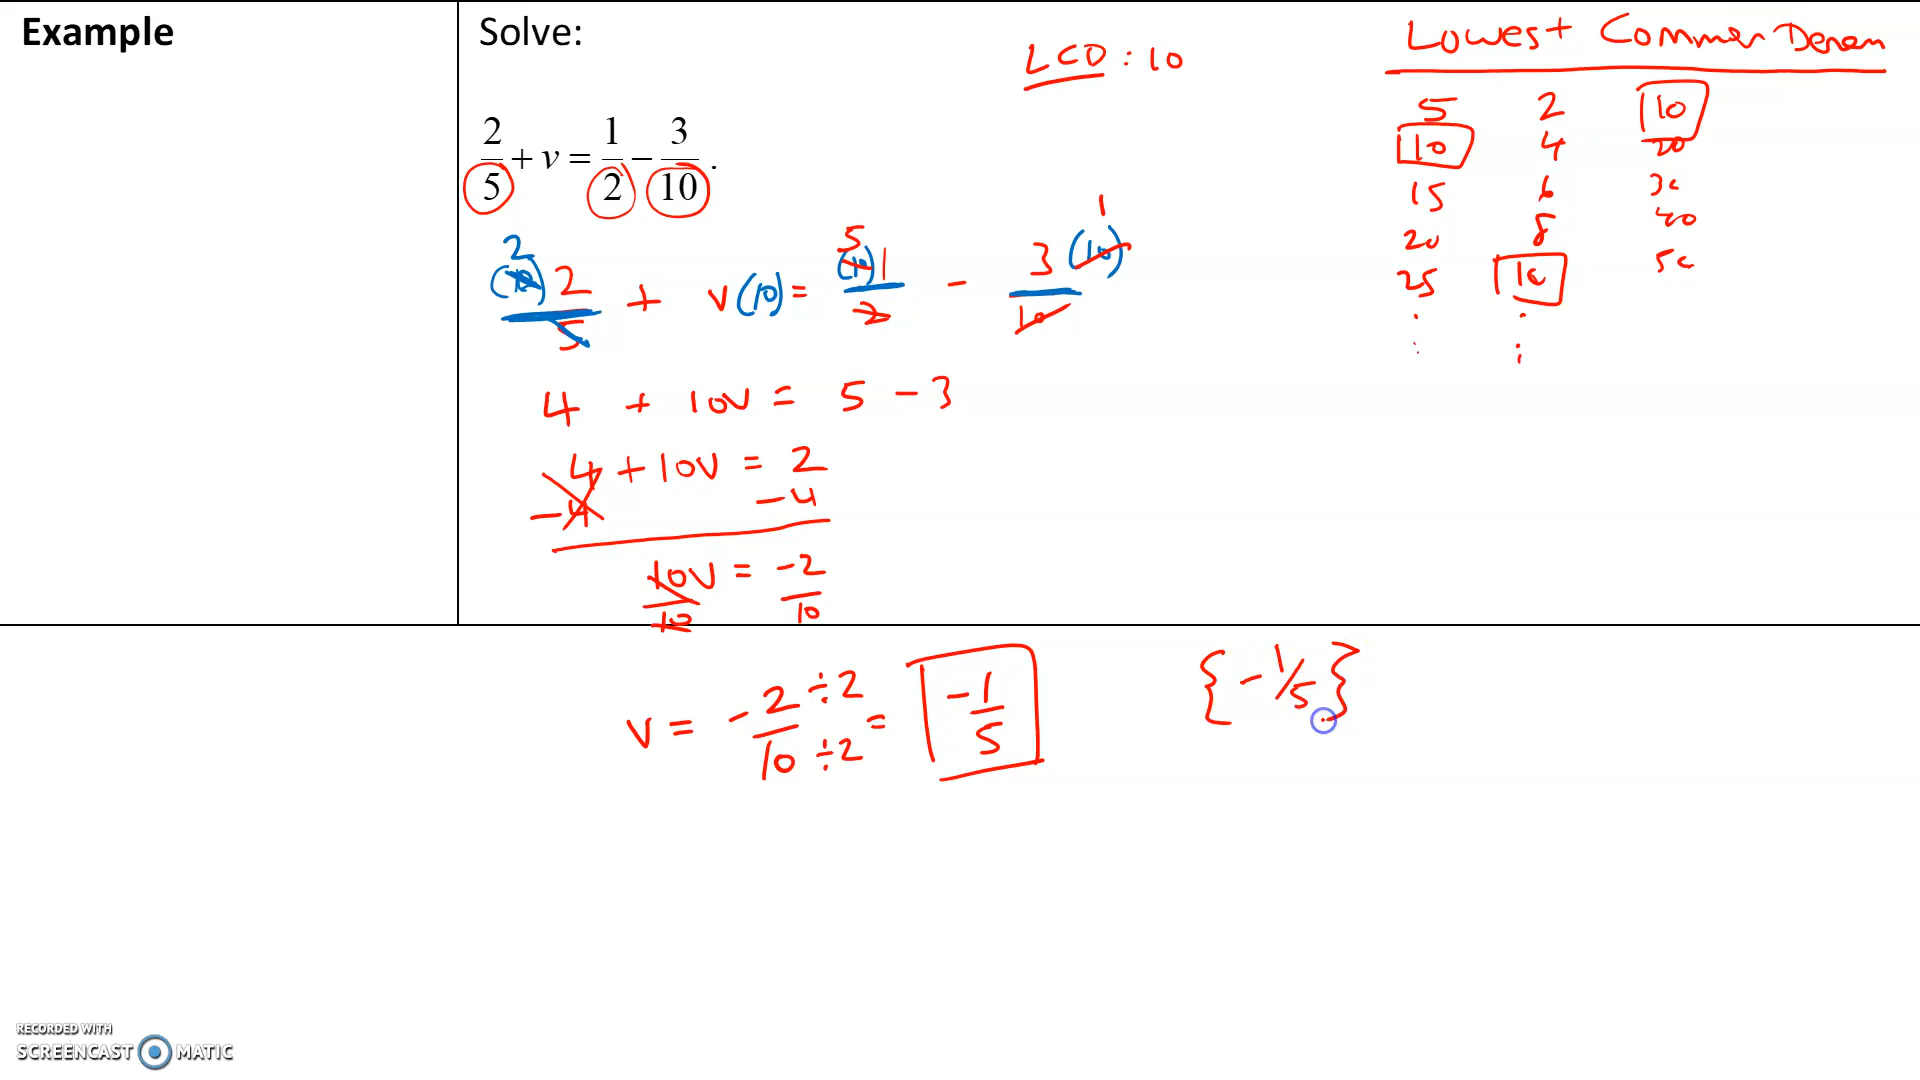 Example
Solve:
LCD : 10
Lowest Common Denom
5 2 10
10 4 20
15 6 30
20 8 40
25 10 50
2/5 + v = 1/2 − 3/10 .
2 5 1
(10) 2/5 + v (10) = (10) 1/2 − 3 (10)/10
4 + 10v = 5 − 3
4 + 10v = 2
−4 −4
10v/10 = −2/10
v = −2 ÷2/10 ÷2 = −1/5
{ −1/5 }
RECORDED WITH
SCREENCAST MATIC